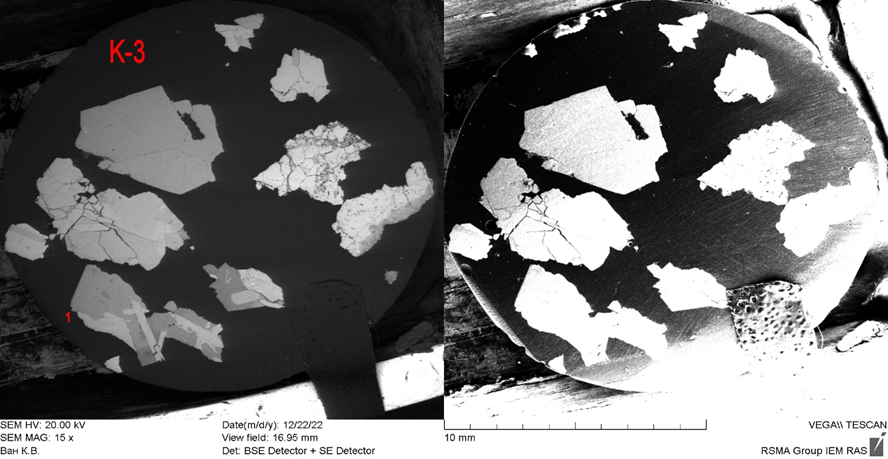 K-3
1
SEM HV: 20.00 kV
SEM MAG: 15 x
Ван К.В.
Date(m/d/y): 12/22/22
View field: 16.95 mm
Det: BSE Detector + SE Detector
10 mm
VEGA\\ TESCAN
RSMA Group IEM RAS